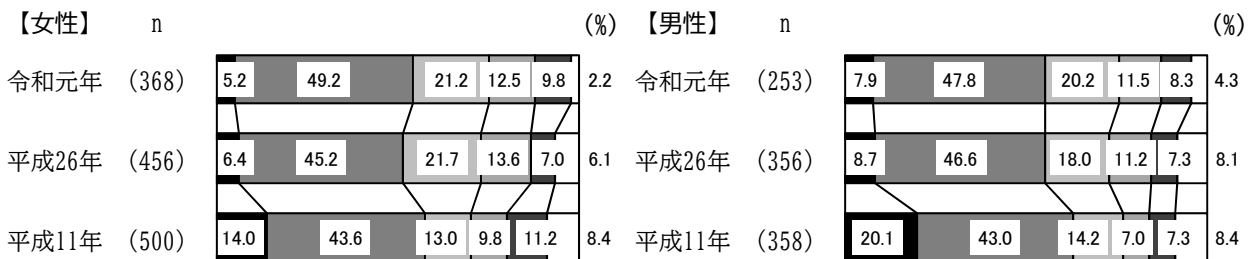 【女性】 n (%) 【男性】 n (%)
令和元年 (368) 5.2 49.2 21.2 12.5 9.8 2.2 令和元年 (253) 7.9 47.8 20.2 11.5 8.3 4.3
平成26年 (456) 6.4 45.2 21.7 13.6 7.0 6.1 平成26年 (356) 8.7 46.6 18.0 11.2 7.3 8.1
平成11年 (500) 14.0 43.6 13.0 9.8 11.2 8.4 平成11年 (358) 20.1 43.0 14.2 7.0 7.3 8.4